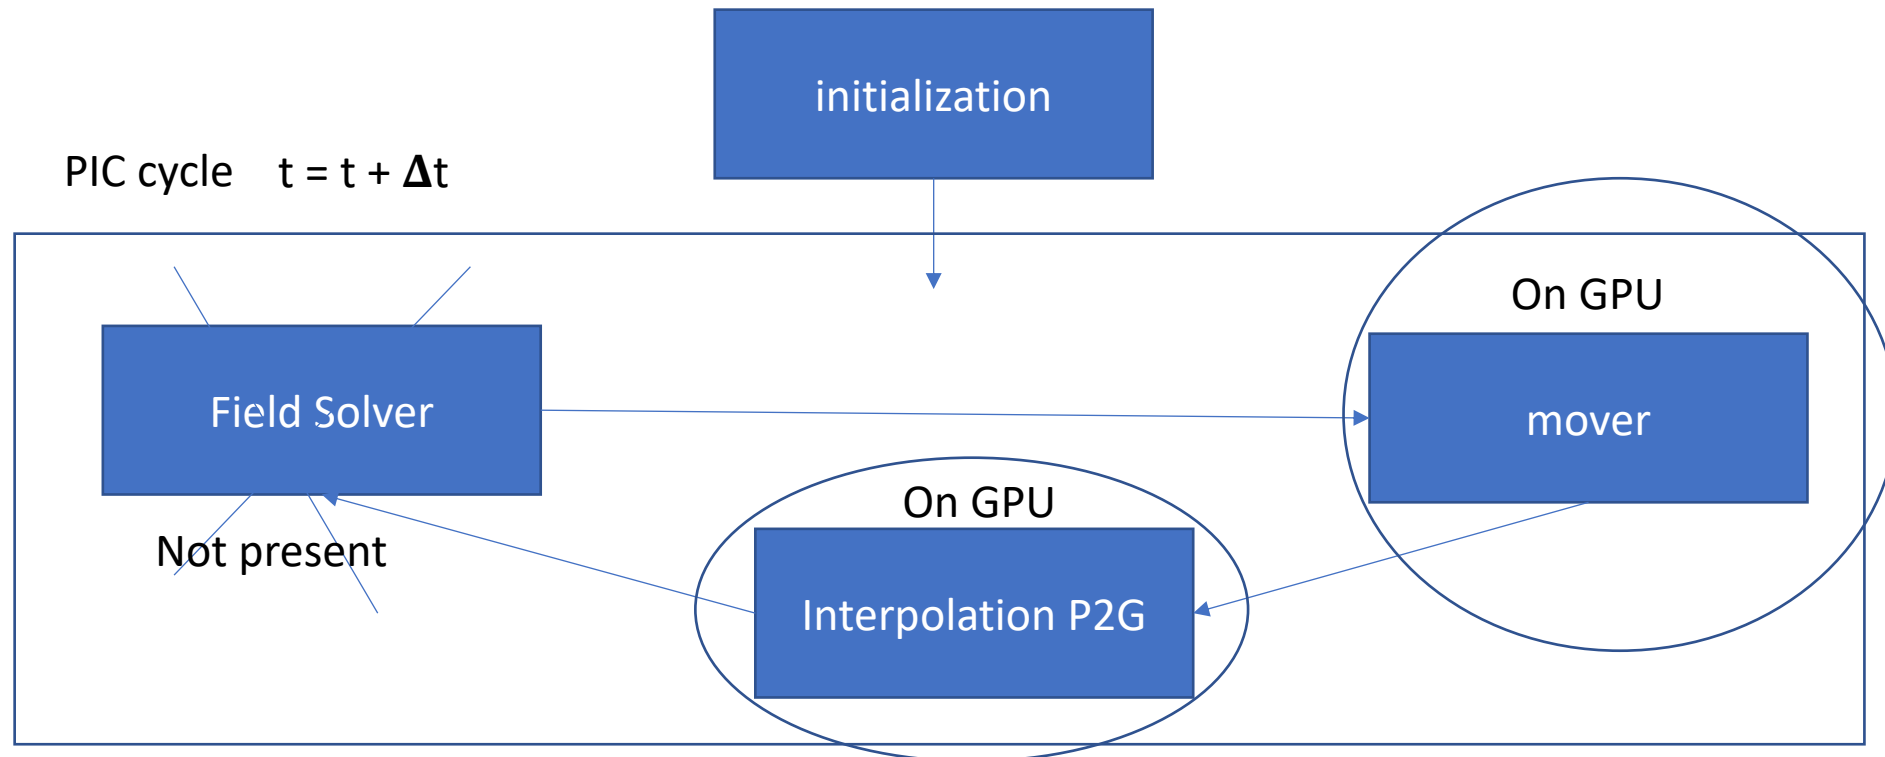 initialization
PIC cycle t = t + Δt
On GPU
Field Solver
mover
On GPU
Not present
Interpolation P2G